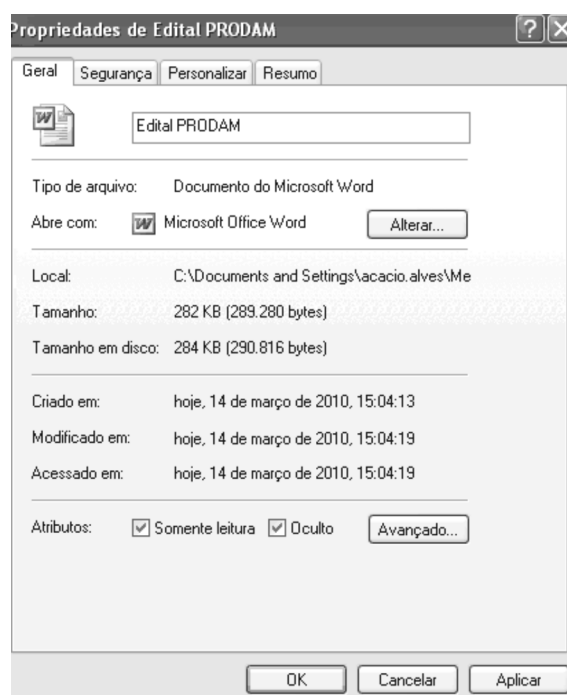 Propriedades de Edital PRODAM
Geral Segurança Personalizar Resumo
Edital PRODAM
Tipo de arquivo: Documento do Microsoft Word
Abre com: Microsoft Office Word Alterar...
Local: C:\Documents and Settings\acacio.alves\Me
Tamanho: 282 KB (289.280 bytes)
Tamanho em disco: 284 KB (290.816 bytes)
Criado em: hoje, 14 de março de 2010, 15:04:13
Modificado em: hoje, 14 de março de 2010, 15:04:19
Acessado em: hoje, 14 de março de 2010, 15:04:19
Atributos: Somente leitura Oculto Avançado...
OK Cancelar Aplicar